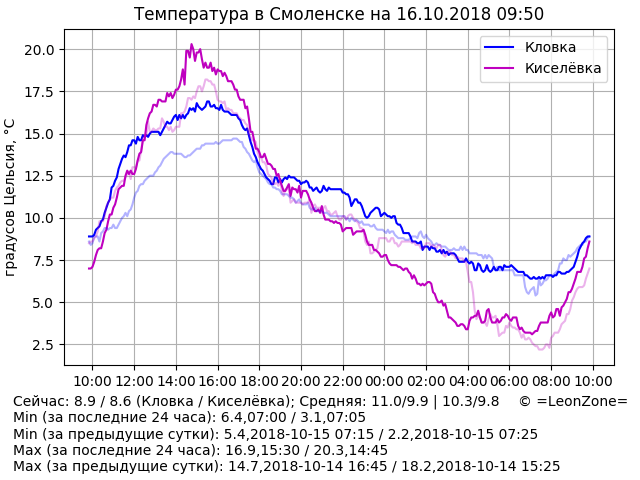 Температура в Смоленске на 16.10.2018 09:50
Кловка
Киселёвка
градусов Цельсия, °C
20.0
17.5
15.0
12.5
10.0
7.5
5.0
2.5
10:00 12:00 14:00 16:00 18:00 20:00 22:00 00:00 02:00 04:00 06:00 08:00 10:00
Сейчас: 8.9 / 8.6 (Кловка / Киселёвка); Средняя: 11.0/9.9 | 10.3/9.8 © =LeonZone=
Min (за последние 24 часа): 6.4,07:00 / 3.1,07:05
Min (за предыдущие сутки): 5.4,2018-10-15 07:15 / 2.2,2018-10-15 07:25
Max (за последние 24 часа): 16.9,15:30 / 20.3,14:45
Max (за предыдущие сутки): 14.7,2018-10-14 16:45 / 18.2,2018-10-14 15:25